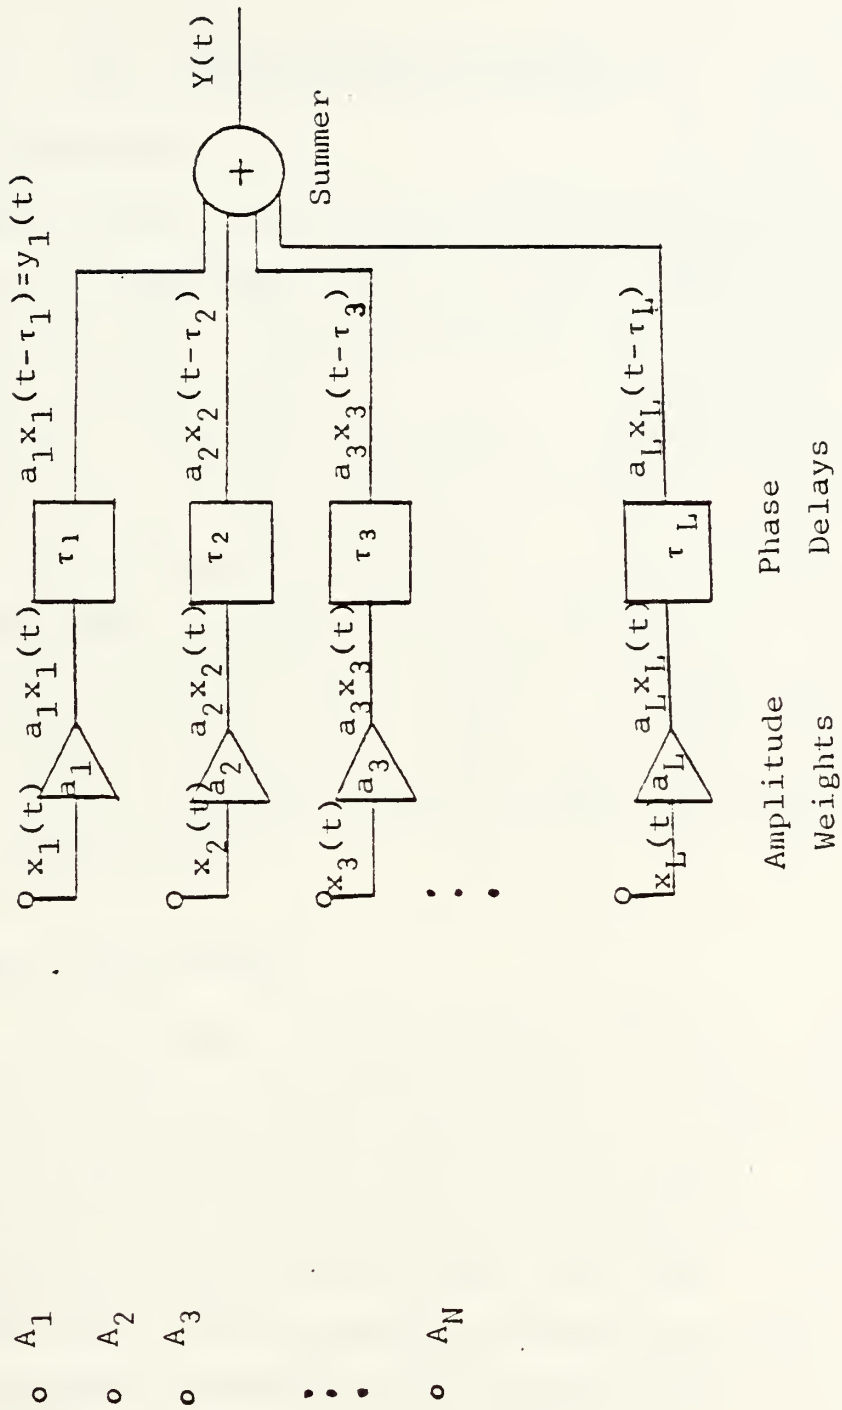 A1
A2
A3
AN
x1(t)
a1
a1x1(t)
τ1
a1x1(t-τ1)=y1(t)
x2(t)
a2
a2x2(t)
τ2
a2x2(t-τ2)
x3(t)
a3
a3x3(t)
τ3
a3x3(t-τ3)
xL(t)
aL
aLxL(t)
τL
aLxL(t-τL)
+
Y(t)
Summer
Amplitude
Weights
Phase
Delays